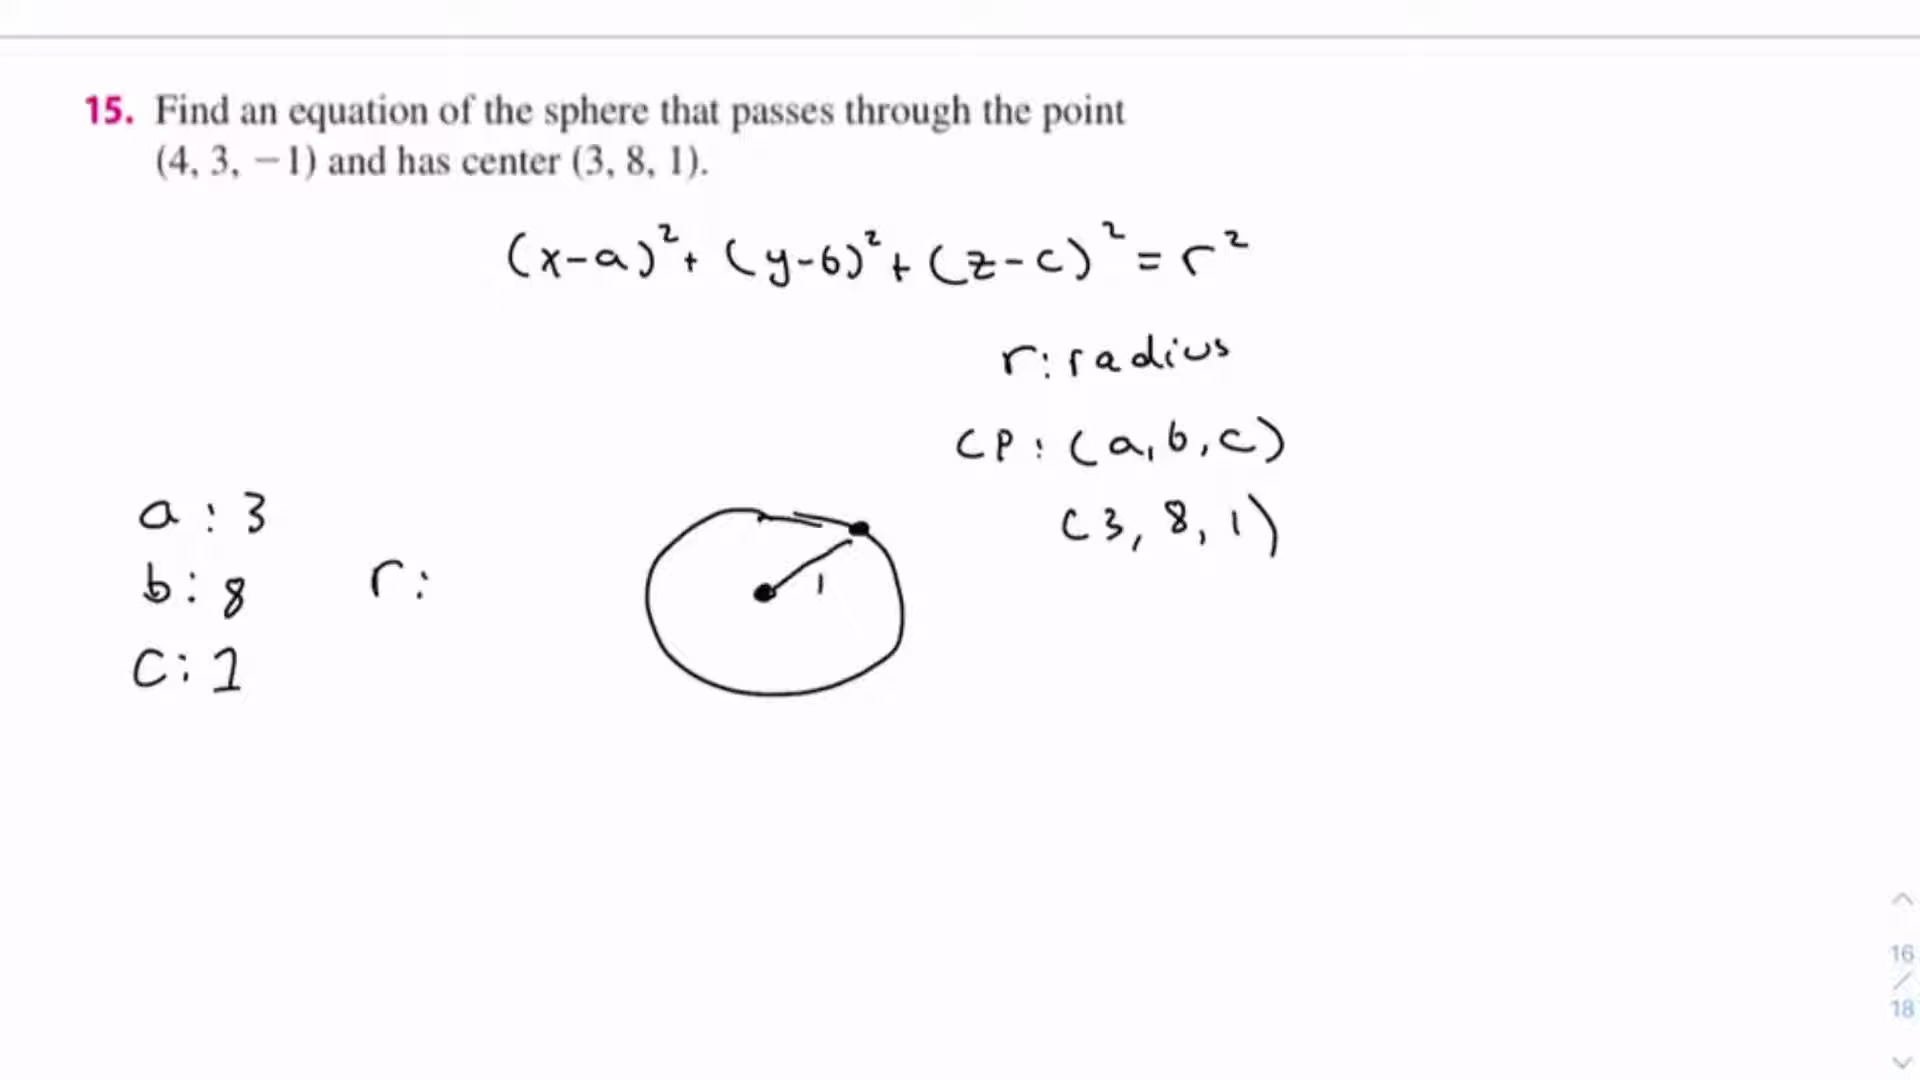 15. Find an equation of the sphere that passes through the point
(4, 3, −1) and has center (3, 8, 1).
(x-a)²+(y-b)²+(z-c)²=r²
r: radius
CP: (a, b, c)
(3, 8, 1)
a : 3
b : 8
r:
c : 1
16
/
18